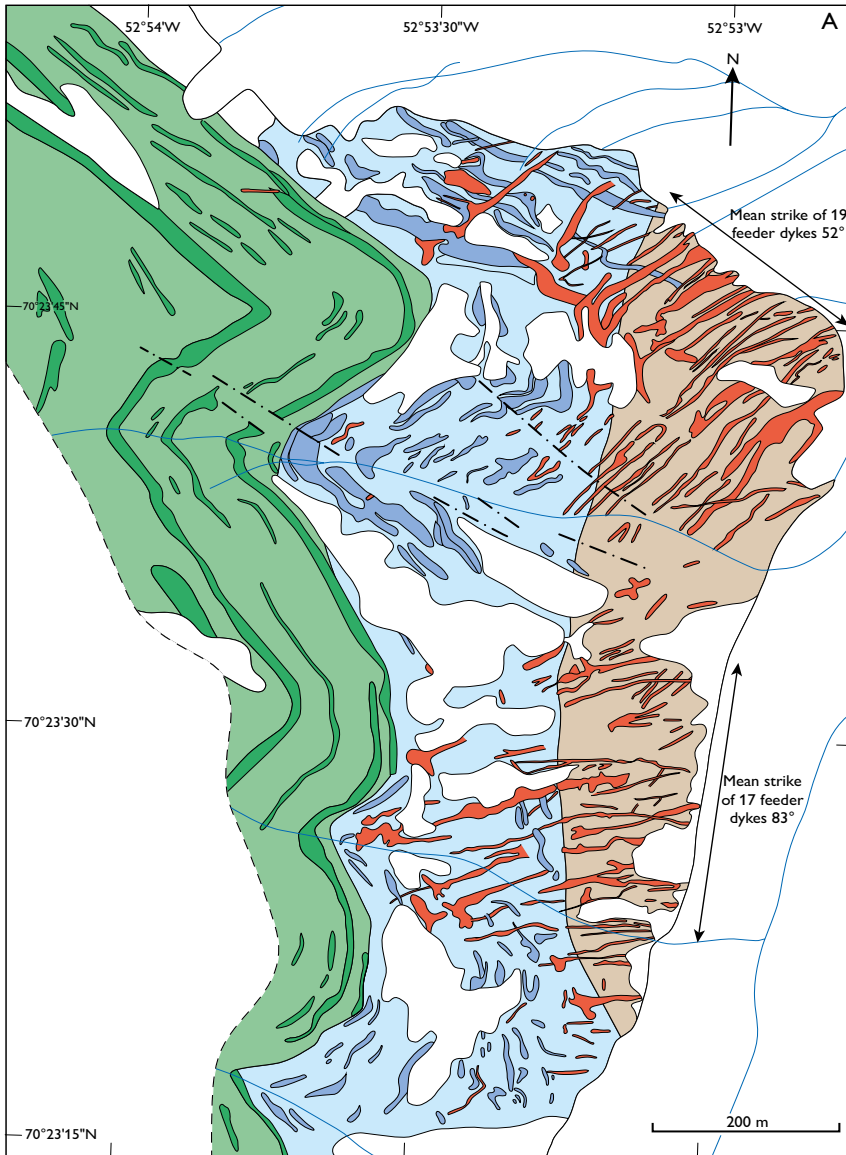 52°54'W
52°53'30"W
52°53'W
A
N
Mean strike of 19
feeder dykes 52°
70°23'45"N
70°23'30"N
Mean strike
of 17 feeder
dykes 83°
200 m
70°23'15"N